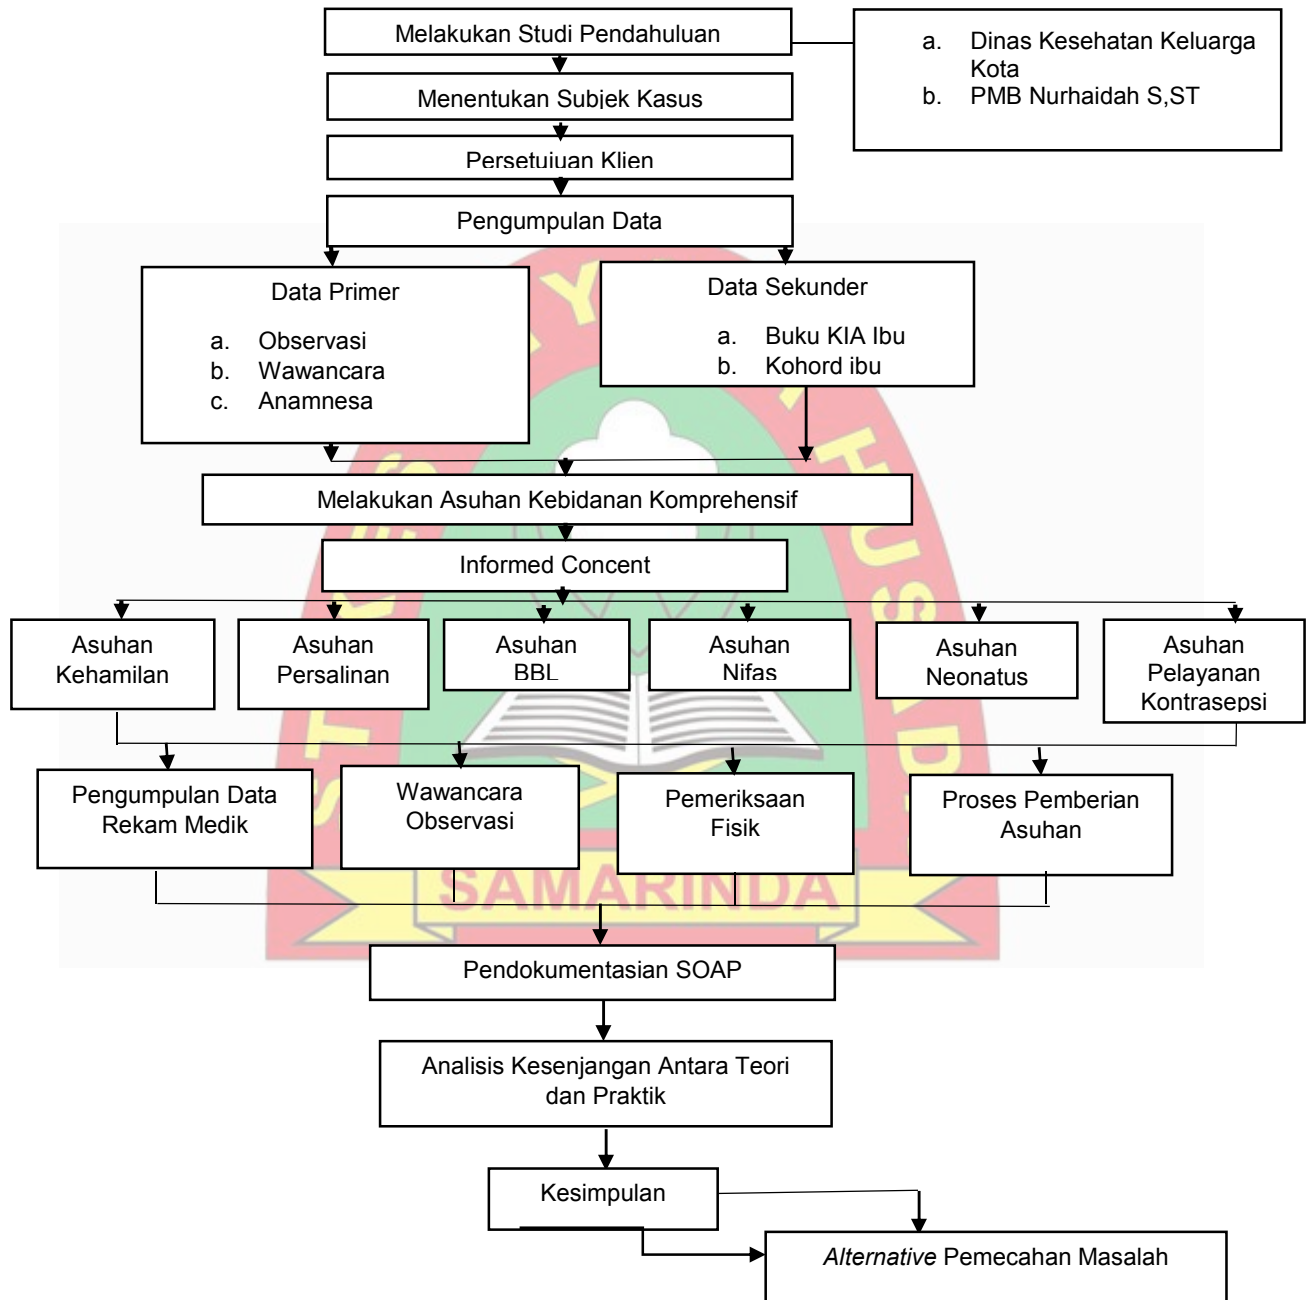 Melakukan Studi Pendahuluan
a. Dinas Kesehatan Keluarga
Kota
b. PMB Nurhaidah S,ST
Menentukan Subjek Kasus
Persetujuan Klien
Pengumpulan Data
Data Primer
a. Observasi
b. Wawancara
c. Anamnesa
Data Sekunder
a. Buku KIA Ibu
b. Kohord ibu
Melakukan Asuhan Kebidanan Komprehensif
Informed Concent
Asuhan
Kehamilan
Asuhan
Persalinan
Asuhan
BBL
Asuhan
Nifas
Asuhan
Neonatus
Asuhan
Pelayanan
Kontrasepsi
Pengumpulan Data
Rekam Medik
Wawancara
Observasi
Pemeriksaan
Fisik
Proses Pemberian
Asuhan
SAMARINDA
Pendokumentasian SOAP
Analisis Kesenjangan Antara Teori
dan Praktik
Kesimpulan
Alternative Pemecahan Masalah